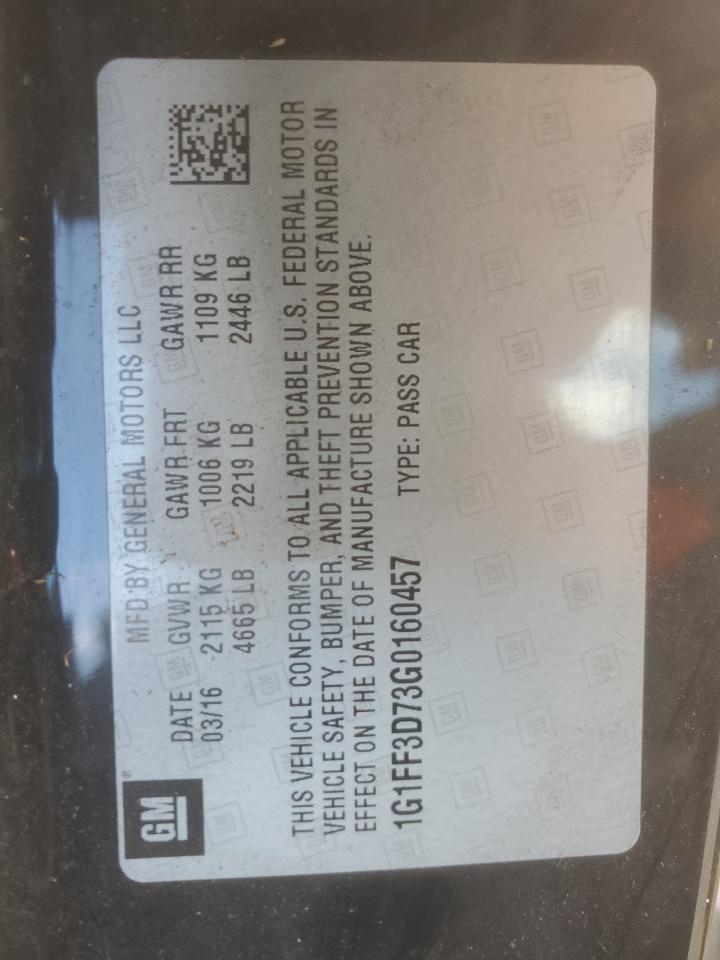 GM®
MFD BY GENERAL MOTORS LLC
DATE GVWR GAWR FRT GAWR RR
03/16 2115 KG 1006 KG 1109 KG
4665 LB 2219 LB 2446 LB
THIS VEHICLE CONFORMS TO ALL APPLICABLE U.S. FEDERAL MOTOR
VEHICLE SAFETY, BUMPER, AND THEFT PREVENTION STANDARDS IN
EFFECT ON THE DATE OF MANUFACTURE SHOWN ABOVE.
1G1FF3D73G0160457 TYPE: PASS CAR